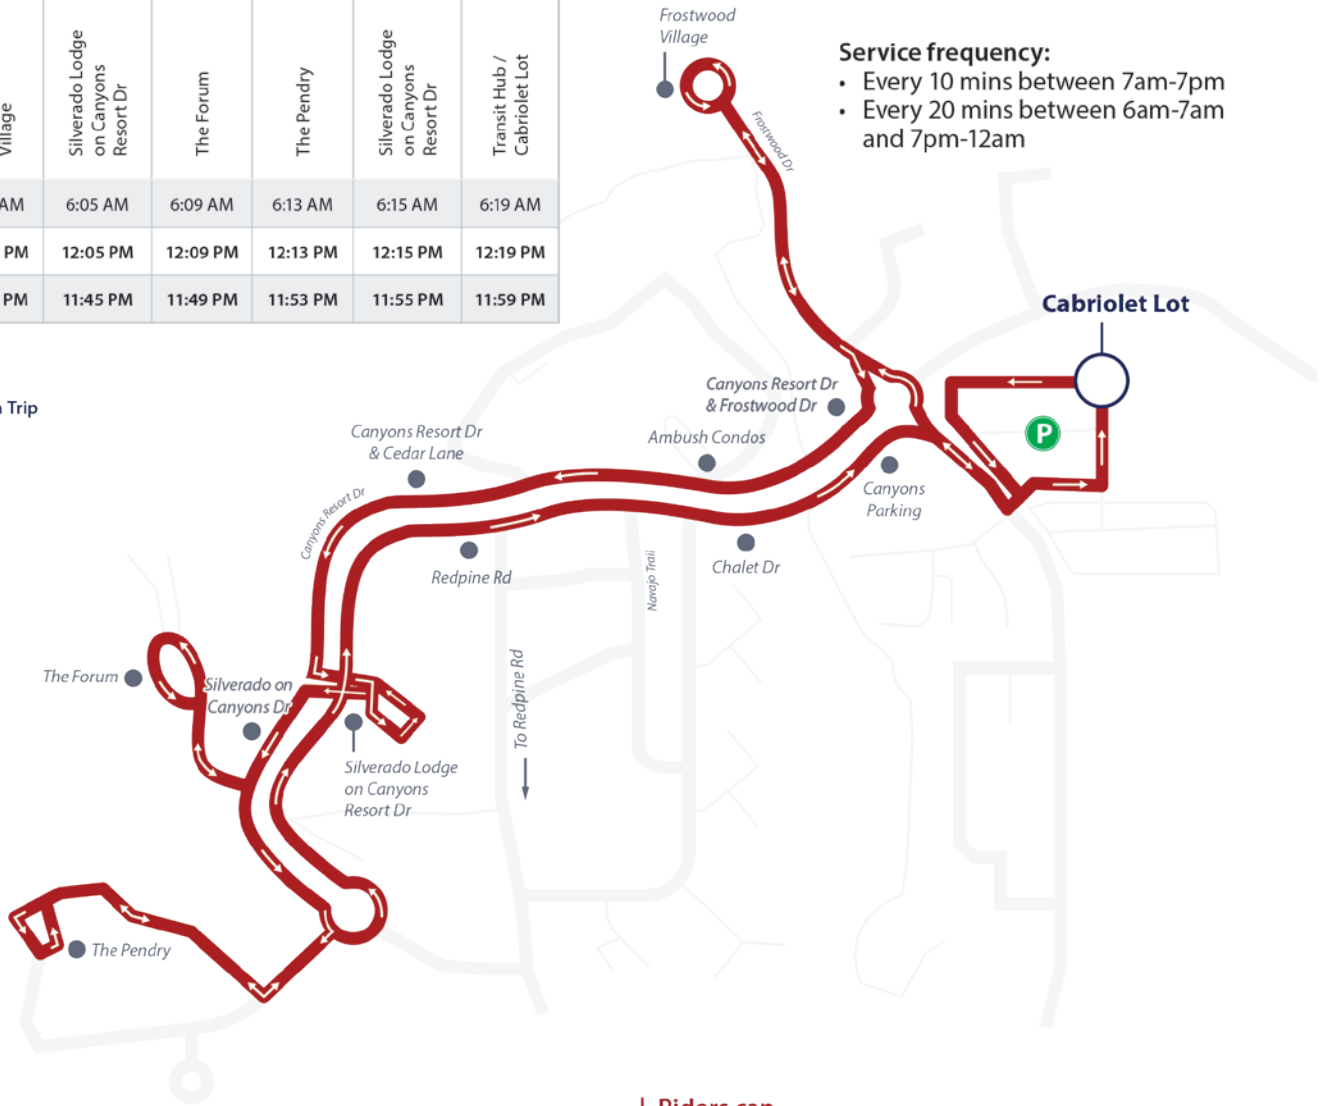 Village
Silverado Lodge
on Canyons
Resort Dr
The Forum
The Pendry
Silverado Lodge
on Canyons
Resort Dr
Transit Hub /
Cabriolet Lot
AM 6:05 AM 6:09 AM 6:13 AM 6:15 AM 6:19 AM
PM 12:05 PM 12:09 PM 12:13 PM 12:15 PM 12:19 PM
PM 11:45 PM 11:49 PM 11:53 PM 11:55 PM 11:59 PM
Frostwood
Village
Service frequency:
• Every 10 mins between 7am-7pm
• Every 20 mins between 6am-7am
and 7pm-12am
Frostwood Dr
Cabriolet Lot
Trip
Canyons Resort Dr
& Frostwood Dr
Canyons Resort Dr
& Cedar Lane
Ambush Condos
P
Canyons
Parking
Canyons Resort Dr
Redpine Rd
Navajo Trail
Chalet Dr
The Forum
Silverado on
Canyons Dr
To Redpine Rd
Silverado Lodge
on Canyons
Resort Dr
The Pendry
Riders can